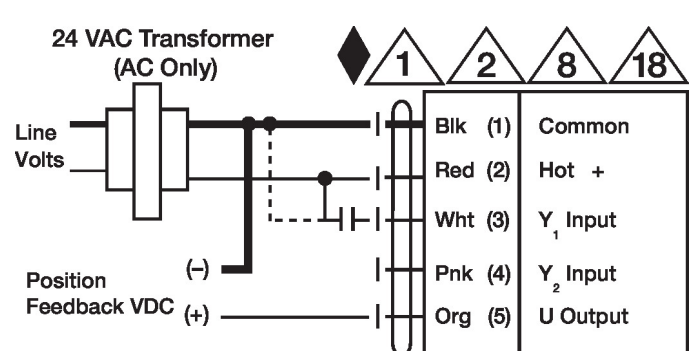 24 VAC Transformer
(AC Only)
1 2 8 18
Line
Volts
Blk (1) Common
Red (2) Hot +
Wht (3) Y1 Input
(–)
Pnk (4) Y2 Input
Position
Feedback VDC (+)
Org (5) U Output